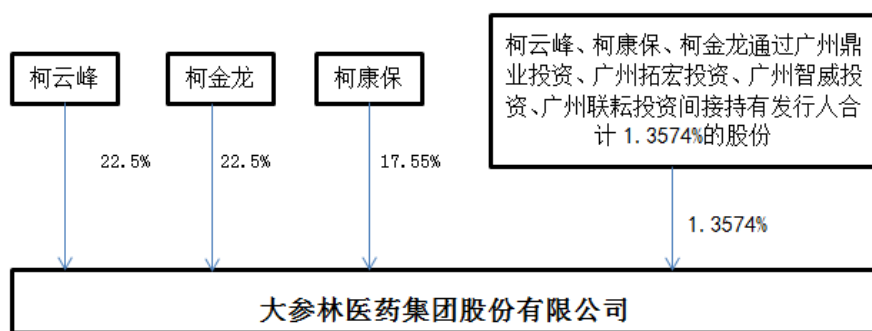 柯云峰
柯金龙
柯康保
柯云峰、柯康保、柯金龙通过广州鼎
业投资、广州拓宏投资、广州智威投
资、广州联耘投资间接持有发行人合
计 1.3574%的股份
22.5%
22.5%
17.55%
1.3574%
大参林医药集团股份有限公司